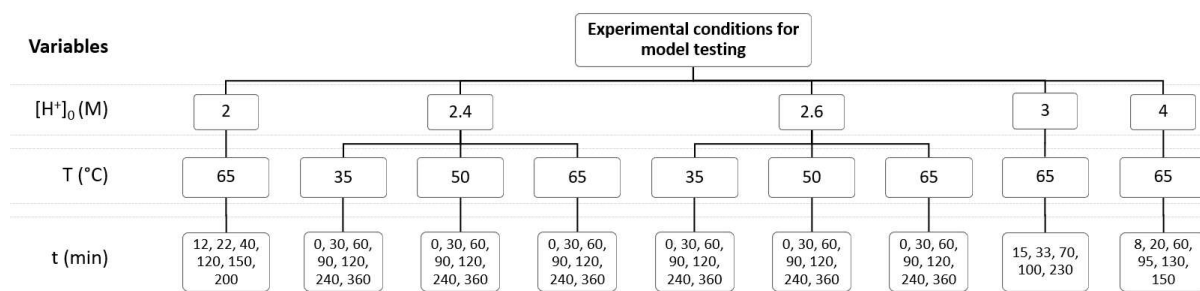 Experimental conditions for
model testing
Variables
[H⁺]₀ (M)
2
2.4
2.6
3
4
T (°C)
65
35
50
65
35
50
65
65
65
t (min)
12, 22, 40,
120, 150,
200
0, 30, 60,
90, 120,
240, 360
0, 30, 60,
90, 120,
240, 360
0, 30, 60,
90, 120,
240, 360
0, 30, 60,
90, 120,
240, 360
0, 30, 60,
90, 120,
240, 360
0, 30, 60,
90, 120,
240, 360
15, 33, 70,
100, 230
8, 20, 60,
95, 130,
150